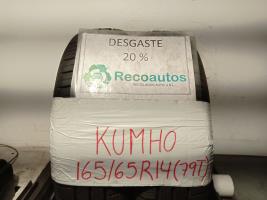 DESGASTE
20 %
Recoautos
KUMHO
165/65R14(79T)